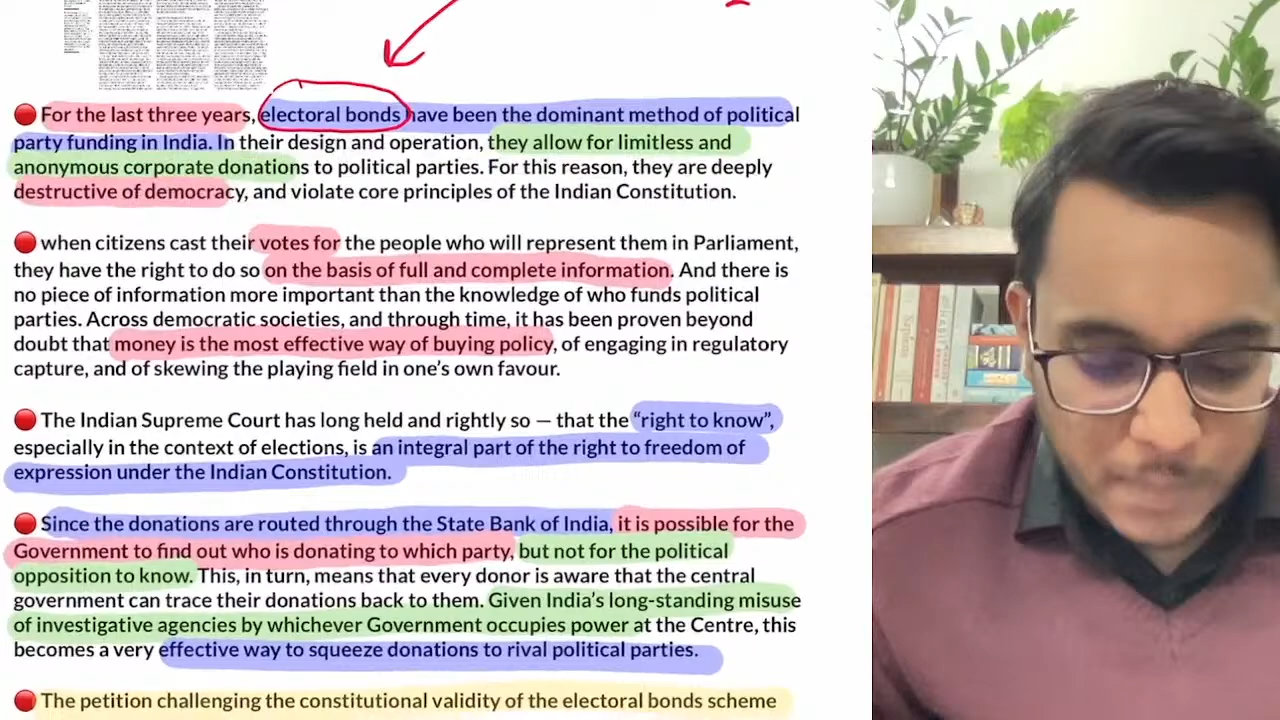 For the last three years, electoral bonds have been the dominant method of political
party funding in India. In their design and operation, they allow for limitless and
anonymous corporate donations to political parties. For this reason, they are deeply
destructive of democracy, and violate core principles of the Indian Constitution.
when citizens cast their votes for the people who will represent them in Parliament,
they have the right to do so on the basis of full and complete information. And there is
no piece of information more important than the knowledge of who funds political
parties. Across democratic societies, and through time, it has been proven beyond
doubt that money is the most effective way of buying policy, of engaging in regulatory
capture, and of skewing the playing field in one’s own favour.
The Indian Supreme Court has long held and rightly so — that the “right to know”,
especially in the context of elections, is an integral part of the right to freedom of
expression under the Indian Constitution.
Since the donations are routed through the State Bank of India, it is possible for the
Government to find out who is donating to which party, but not for the political
opposition to know. This, in turn, means that every donor is aware that the central
government can trace their donations back to them. Given India’s long-standing misuse
of investigative agencies by whichever Government occupies power at the Centre, this
becomes a very effective way to squeeze donations to rival political parties.
The petition challenging the constitutional validity of the electoral bonds scheme